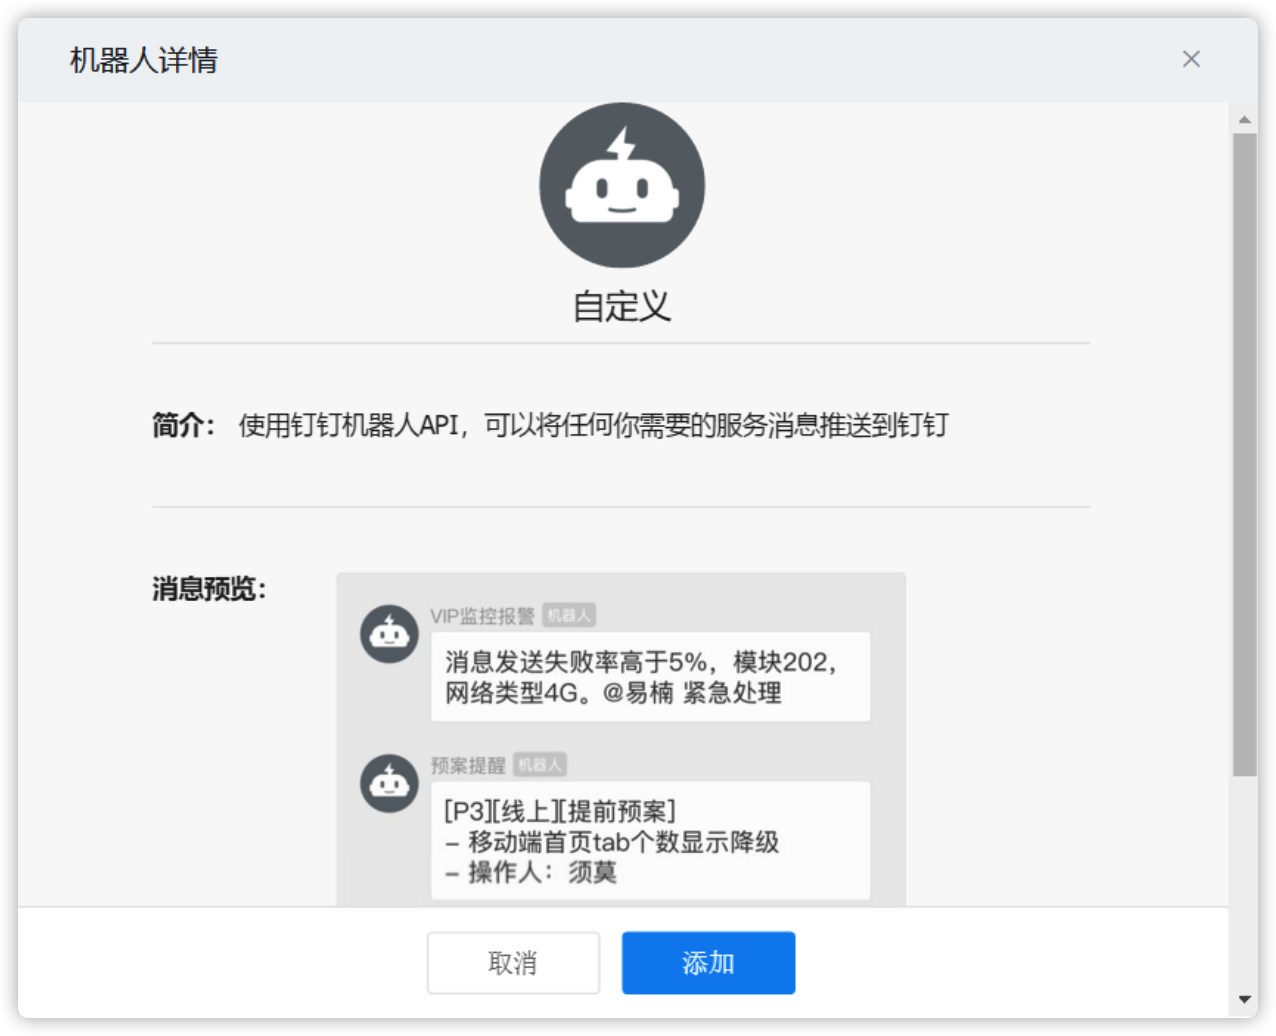 机器人详情
自定义
简介： 使用钉钉机器人API，可以将任何你需要的服务消息推送到钉钉
消息预览：
VIP监控报警 机器人
消息发送失败率高于5%，模块202，
网络类型4G。@易楠 紧急处理
预案提醒 机器人
[P3][线上][提前预案]
– 移动端首页tab个数显示降级
– 操作人：须莫
取消 添加